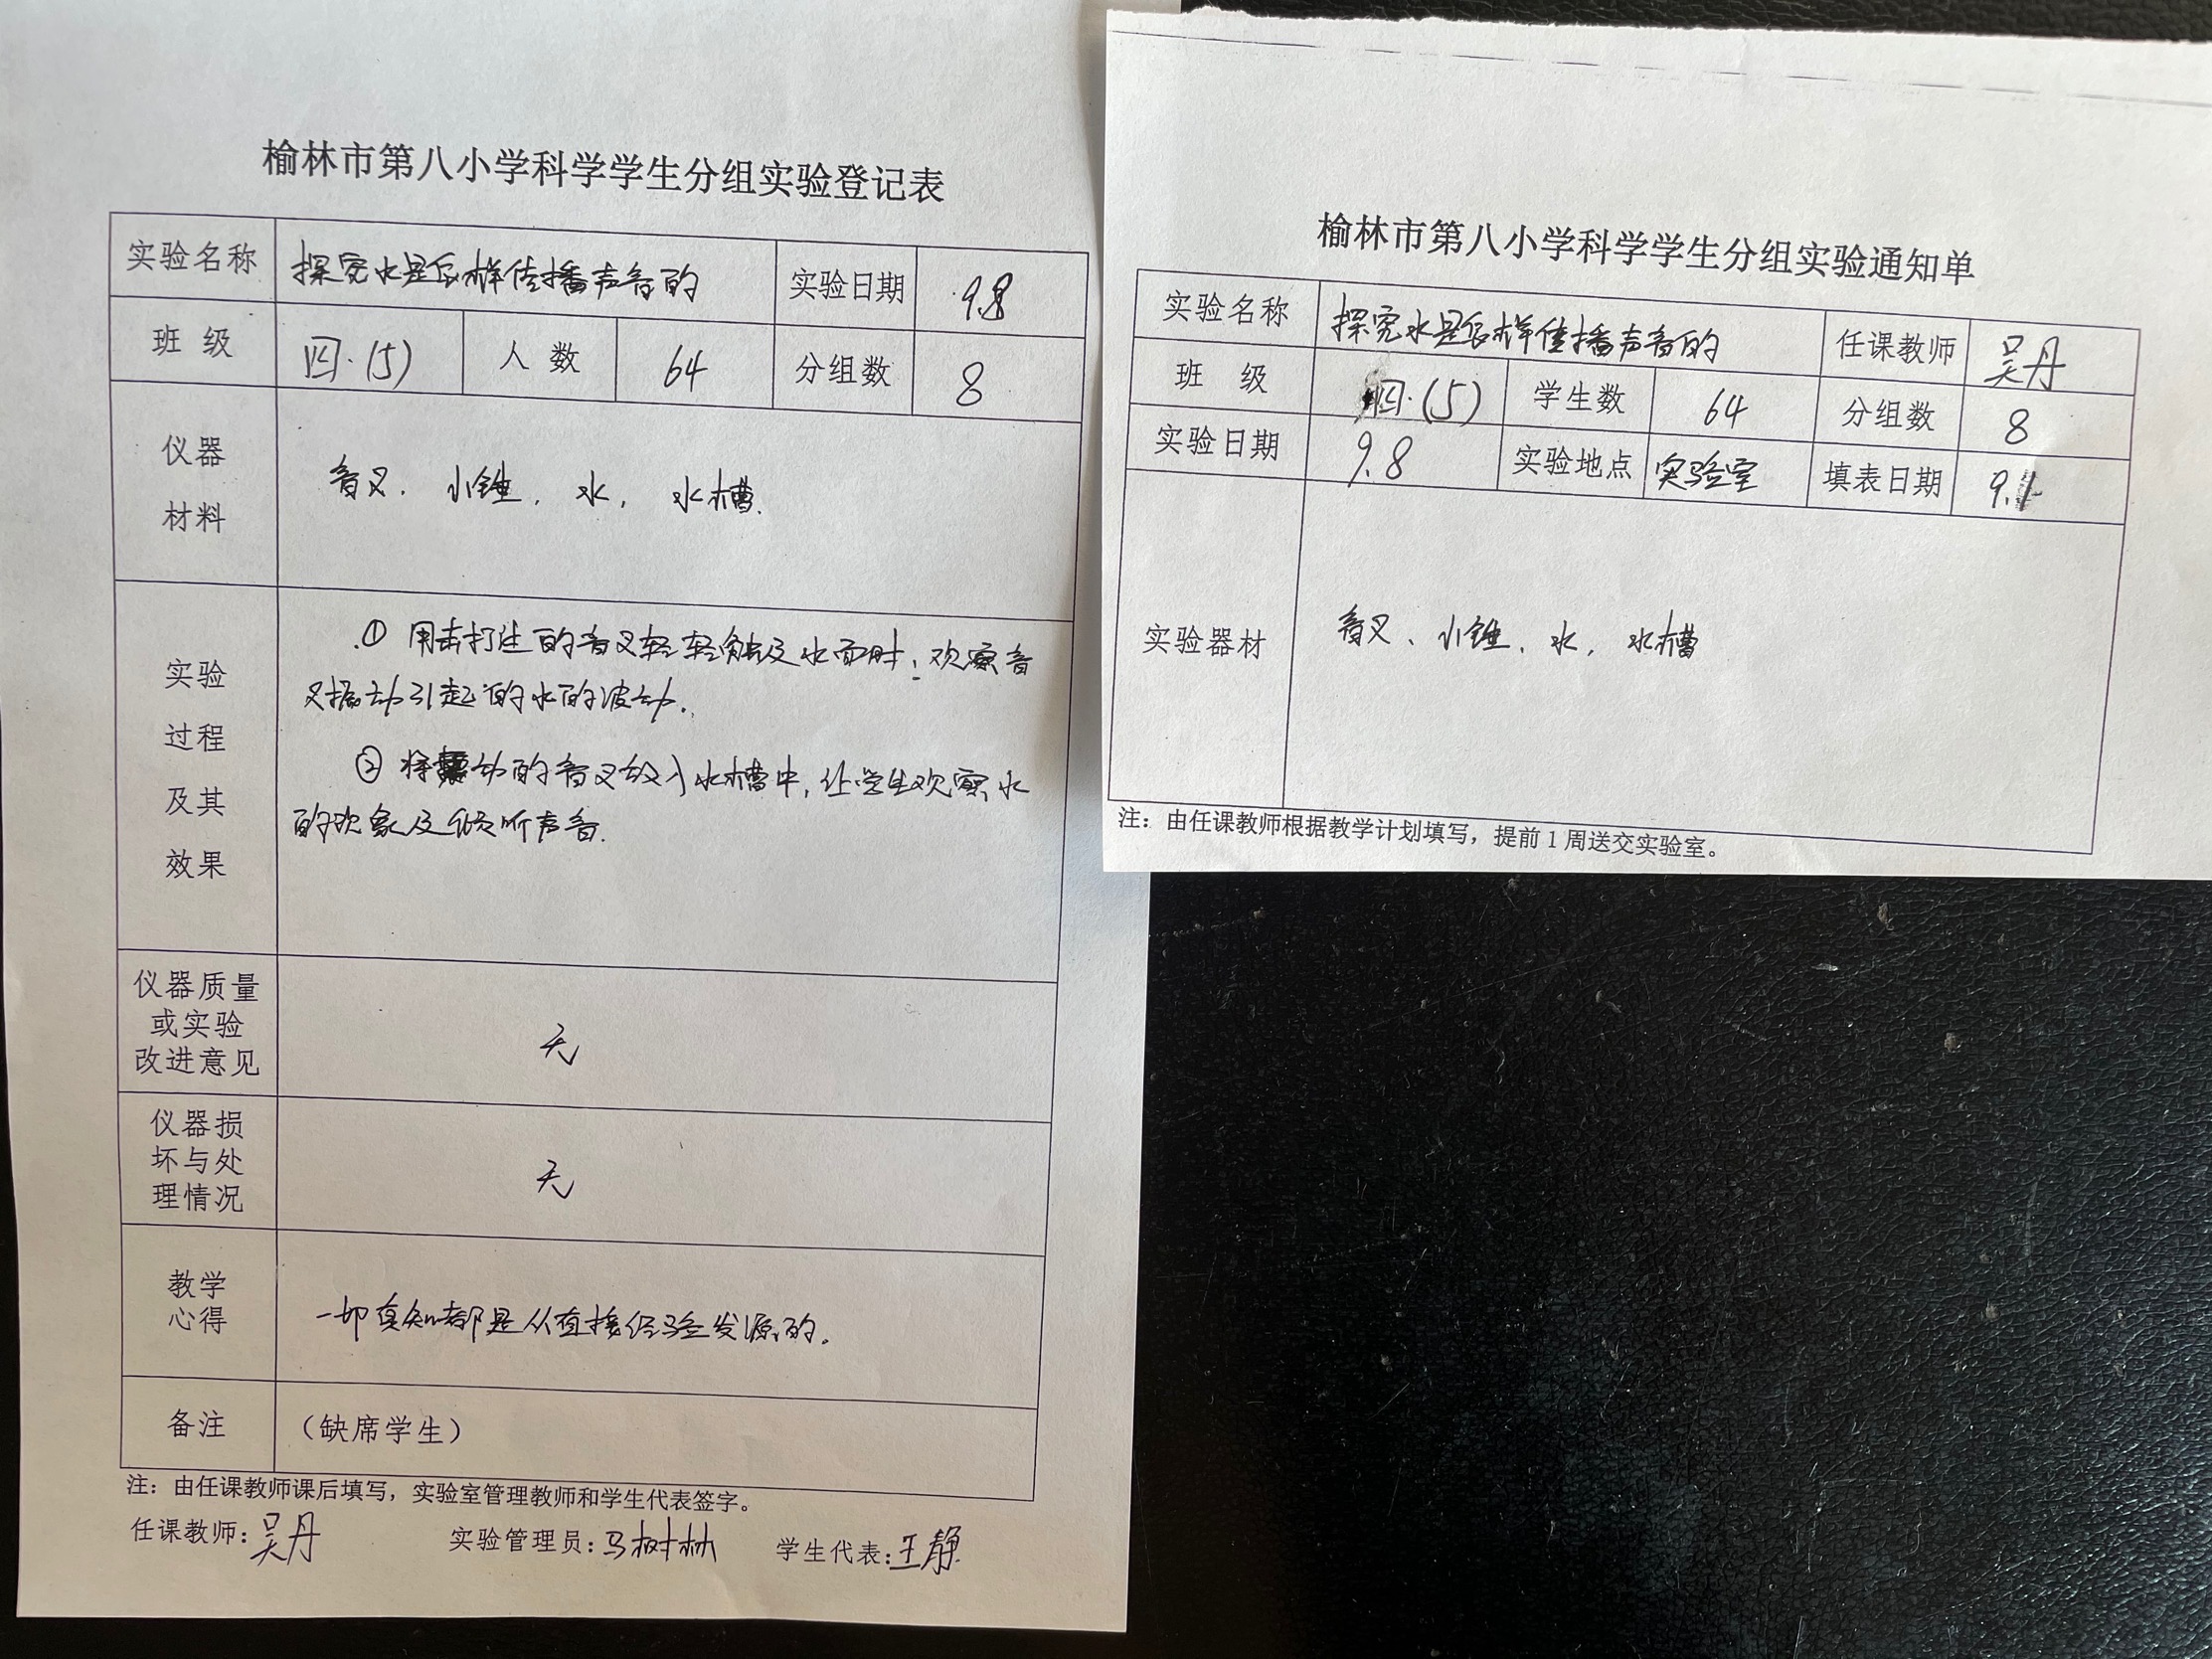 榆林市第八小学科学学生分组实验登记表
实验名称 探究水是怎样传播声音的 实验日期 9.8
班 级 四.(5) 人 数 64 分组数 8
仪器
材料
音叉. 小锤, 水, 水槽.
实验
过程
及其
效果
① 用击打过的音叉轻轻触及水面时, 观察音
叉振动引起的水的波动.
② 将 动的音叉放入水槽中, 让学生观察水
的现象及倾听声音.
仪器质量
或实验
改进意见
无
仪器损
坏与处
理情况
无
教学
心得
一切真知都是从直接经验发源的。
备注 (缺席学生)
注：由任课教师课后填写，实验室管理教师和学生代表签字。
任课教师：吴丹 实验管理员：马树林 学生代表：王静
榆林市第八小学科学学生分组实验通知单
实验名称 探究水是怎样传播声音的 任课教师 吴丹
班 级 四.(5) 学生数 64 分组数 8
实验日期 9.8 实验地点 实验室 填表日期 9.1
实验器材 音叉、小锤、水, 水槽
注：由任课教师根据教学计划填写，提前 1 周送交实验室。